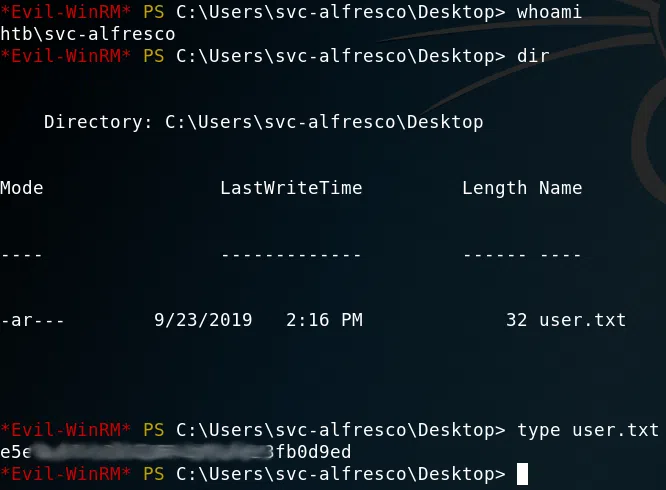 *Evil-WinRM* PS C:\Users\svc-alfresco\Desktop> whoami
htb\svc-alfresco
*Evil-WinRM* PS C:\Users\svc-alfresco\Desktop> dir
Directory: C:\Users\svc-alfresco\Desktop
Mode LastWriteTime Length Name
---- ------------- ------ ----
-ar--- 9/23/2019 2:16 PM 32 user.txt
*Evil-WinRM* PS C:\Users\svc-alfresco\Desktop> type user.txt
e5e 3fb0d9ed
*Evil-WinRM* PS C:\Users\svc-alfresco\Desktop>